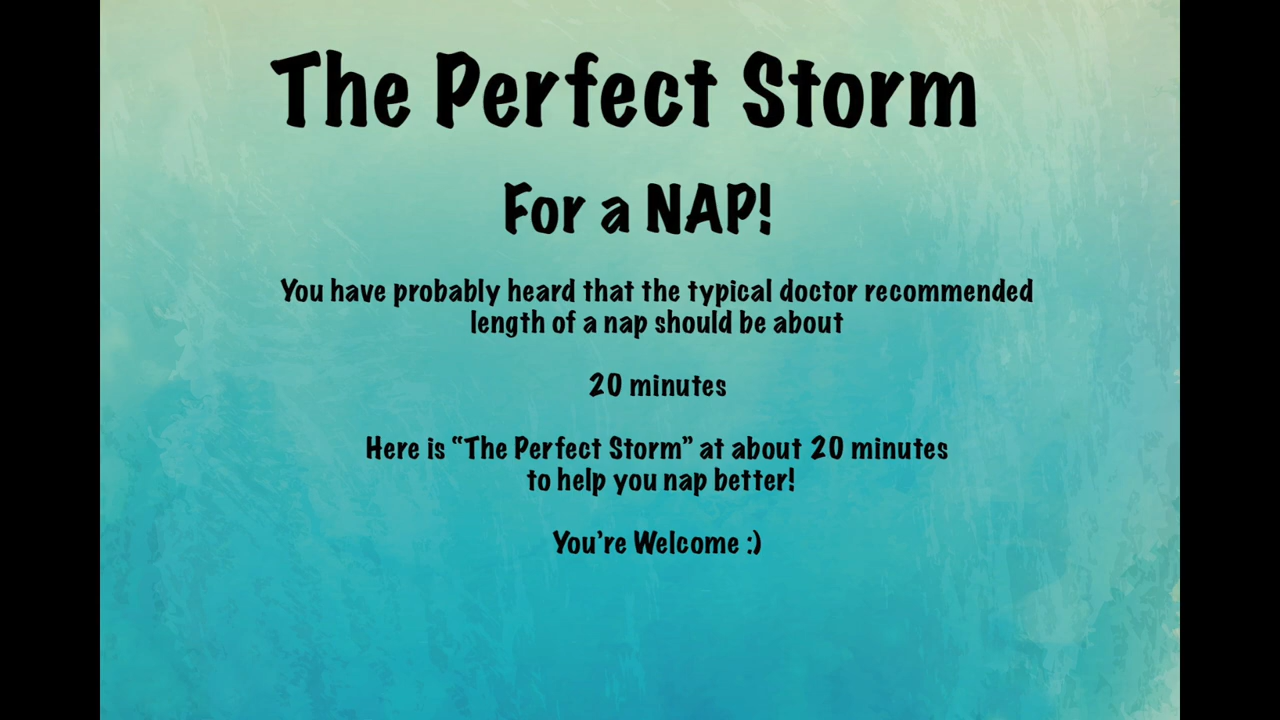 The Perfect Storm
For a NAP!
You have probably heard that the typical doctor recommended
length of a nap should be about
20 minutes
Here is “The Perfect Storm” at about 20 minutes
to help you nap better!
You’re Welcome :)